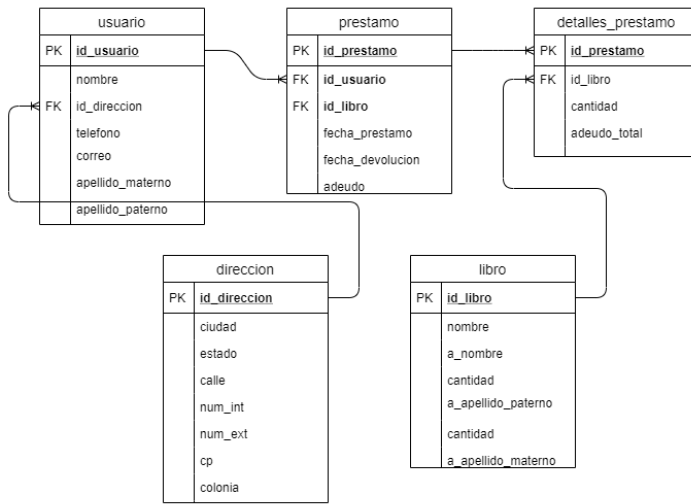 usuario
PK id_usuario
nombre
FK id_direccion
telefono
correo
apellido_materno
apellido_paterno
prestamo
PK id_prestamo
FK id_usuario
FK id_libro
fecha_prestamo
fecha_devolucion
adeudo
detalles_prestamo
PK id_prestamo
FK id_libro
cantidad
adeudo_total
direccion
PK id_direccion
ciudad
estado
calle
num_int
num_ext
cp
colonia
libro
PK id_libro
nombre
a_nombre
cantidad
a_apellido_paterno
cantidad
a_apellido_materno